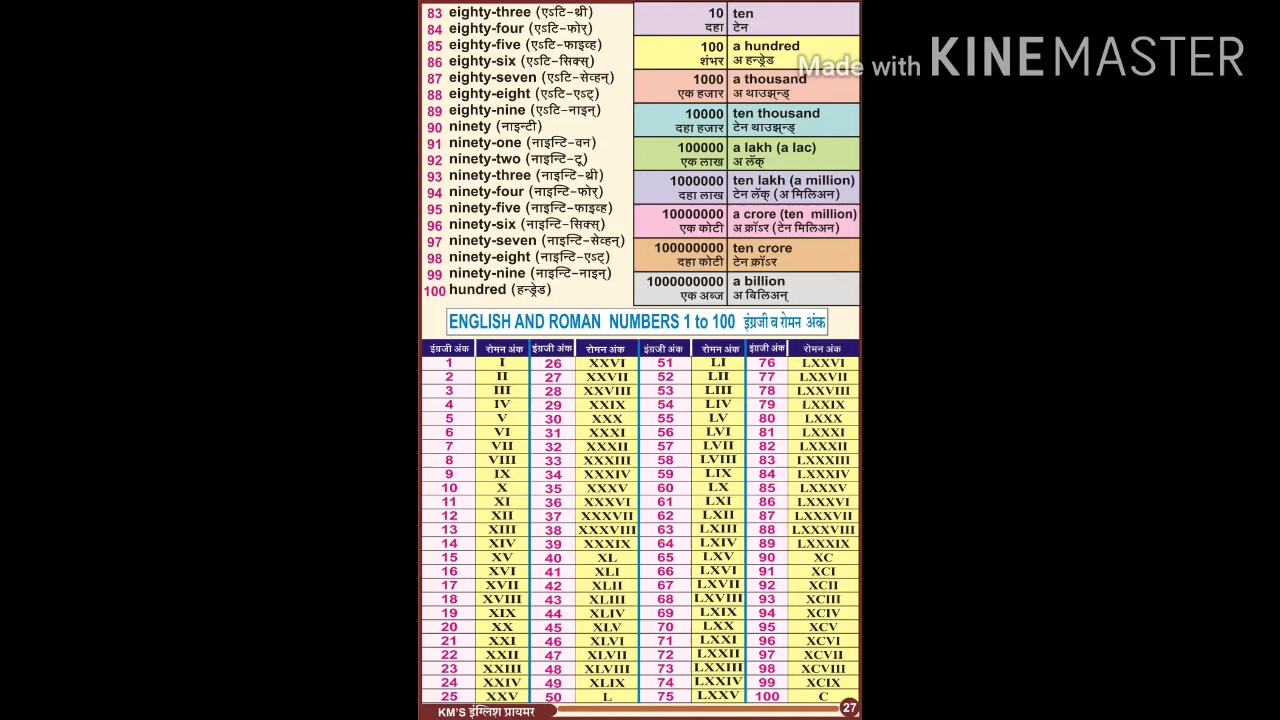 83 eighty-three (एऽटि-थ्री)
84 eighty-four (एऽटि-फोर्)
85 eighty-five (एऽटि-फाइव्ह)
86 eighty-six (एऽटि-सिक्स्)
87 eighty-seven (एऽटि-सेव्हन्)
88 eighty-eight (एऽटि-एऽट्)
89 eighty-nine (एऽटि-नाइन्)
90 ninety (नाइन्टी)
91 ninety-one (नाइन्टि-वन)
92 ninety-two (नाइन्टि-टू)
93 ninety-three (नाइन्टि-थ्री)
94 ninety-four (नाइन्टि-फोर्)
95 ninety-five (नाइन्टि-फाइव्ह)
96 ninety-six (नाइन्टि-सिक्स्)
97 ninety-seven (नाइन्टि-सेव्हन्)
98 ninety-eight (नाइन्टि-एऽट्)
99 ninety-nine (नाइन्टि-नाइन्)
100 hundred (हन्ड्रेड)
10 ten
दहा टेन
100 a hundred
शंभर अ हन्ड्रेड
1000 a thousand
एक हजार अ थाउझ्न्ड्
10000 ten thousand
दहा हजार टेन थाउझ्न्ड्
100000 a lakh (a lac)
एक लाख अ लॅक्
1000000 ten lakh (a million)
दहा लाख टेन लॅक् (अ मिलिअन)
10000000 a crore (ten million)
एक कोटी अ क्रॉऽर (टेन मिलिअन)
100000000 ten crore
दहा कोटी टेन क्रॉऽर
1000000000 a billion
एक अब्ज अ बिलिअन्
Made with KINEMASTER
ENGLISH AND ROMAN NUMBERS 1 to 100 इंग्रजी व रोमन अंक
इंग्रजी अंक रोमन अंक इंग्रजी अंक रोमन अंक इंग्रजी अंक रोमन अंक इंग्रजी अंक रोमन अंक
1 I 26 XXVI 51 LI 76 LXXVI
2 II 27 XXVII 52 LII 77 LXXVII
3 III 28 XXVIII 53 LIII 78 LXXVIII
4 IV 29 XXIX 54 LIV 79 LXXIX
5 V 30 XXX 55 LV 80 LXXX
6 VI 31 XXXI 56 LVI 81 LXXXI
7 VII 32 XXXII 57 LVII 82 LXXXII
8 VIII 33 XXXIII 58 LVIII 83 LXXXIII
9 IX 34 XXXIV 59 LIX 84 LXXXIV
10 X 35 XXXV 60 LX 85 LXXXV
11 XI 36 XXXVI 61 LXI 86 LXXXVI
12 XII 37 XXXVII 62 LXII 87 LXXXVII
13 XIII 38 XXXVIII 63 LXIII 88 LXXXVIII
14 XIV 39 XXXIX 64 LXIV 89 LXXXIX
15 XV 40 XL 65 LXV 90 XC
16 XVI 41 XLI 66 LXVI 91 XCI
17 XVII 42 XLII 67 LXVII 92 XCII
18 XVIII 43 XLIII 68 LXVIII 93 XCIII
19 XIX 44 XLIV 69 LXIX 94 XCIV
20 XX 45 XLV 70 LXX 95 XCV
21 XXI 46 XLVI 71 LXXI 96 XCVI
22 XXII 47 XLVII 72 LXXII 97 XCVII
23 XXIII 48 XLVIII 73 LXXIII 98 XCVIII
24 XXIV 49 XLIX 74 LXXIV 99 XCIX
25 XXV 50 L 75 LXXV 100 C
KM'S इंग्लिश प्रायमर 27